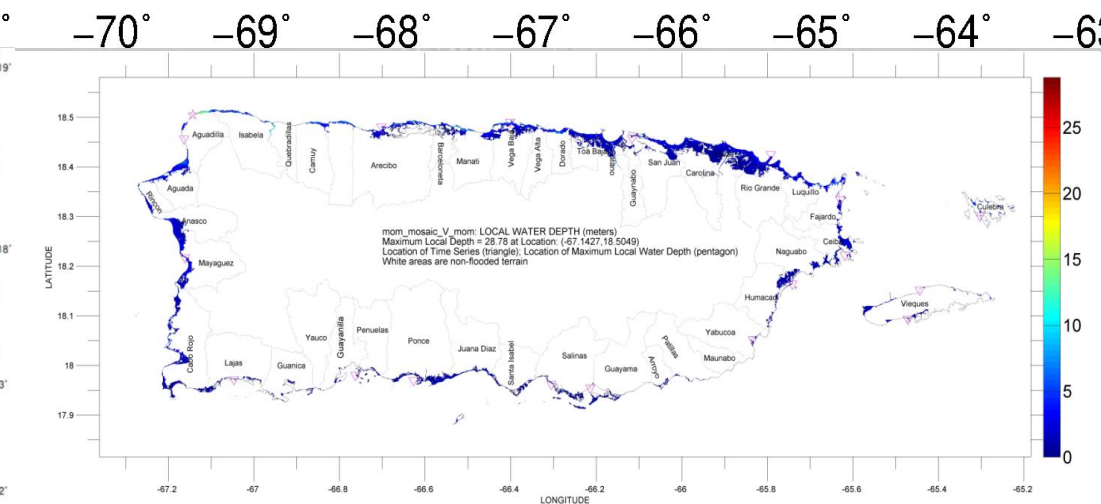 −70° −69° −68° −67° −66° −65° −64° −63
19°
18°
3°
2°
18.5
18.4
18.3
18.2
18.1
18
17.9
LATITUDE
Aguadilla Isabela Quebradillas Camuy Arecibo Barceloneta Manati Vega Baja Vega Alta Dorado Toa Baja Guaynabo San Juan Carolina Rio Grande Luquillo
Aguada Rincon Anasco Mayaguez
Fajardo Ceiba Naguabo Humacao
Culebra
Vieques
mom_mosaic_V_mom: LOCAL WATER DEPTH (meters)
Maximum Local Depth = 28.78 at Location: (-67.1427,18.5049)
Location of Time Series (triangle); Location of Maximum Local Water Depth (pentagon)
White areas are non-flooded terrain
Cabo Rojo Lajas Guanica Yauco Guayanilla Penuelas Ponce Juana Diaz Santa Isabel Salinas Guayama Arroyo Patillas Maunabo Yabucoa
-67.2 -67 -66.8 -66.6 -66.4 -66.2 -66 -65.8 -65.6 -65.4 -65.2
LONGITUDE
25
20
15
10
5
0